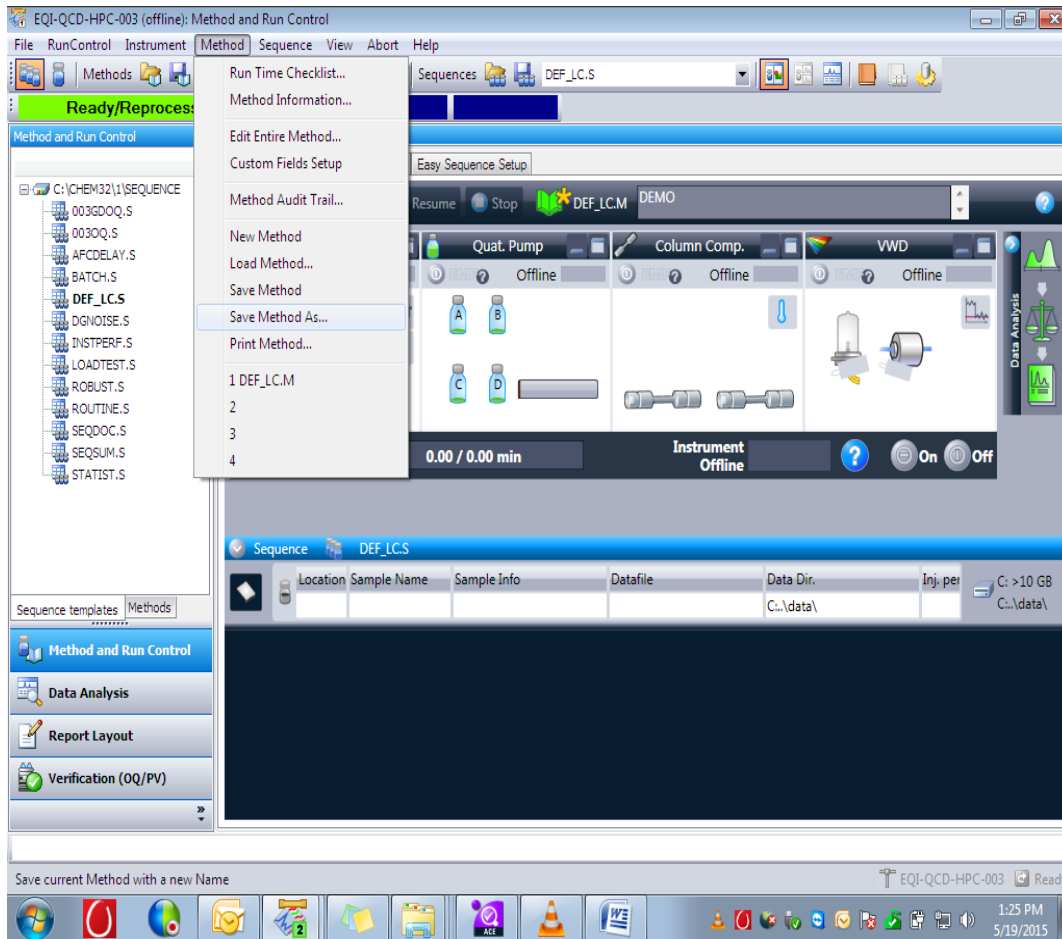 EQI-QCD-HPC-003 (offline): Method and Run Control
File RunControl Instrument Method Sequence View Abort Help
Methods
Sequences DEF_LC.S
Ready/Reprocess
Method and Run Control
Run Time Checklist...
Method Information...
Edit Entire Method...
Custom Fields Setup
Method Audit Trail...
New Method
Load Method...
Save Method
Save Method As...
Print Method...
1 DEF_LC.M
2
3
4
C:\CHEM32\1\SEQUENCE
003GDOQ.S
003OQ.S
AFCDELAY.S
BATCH.S
DEF_LC.S
DGNOISE.S
INSTPERF.S
LOADTEST.S
ROBUST.S
ROUTINE.S
SEQDOC.S
SEQSUM.S
STATIST.S
Easy Sequence Setup
Resume Stop DEF_LC.M DEMO
Quat. Pump Column Comp. VWD
Offline Offline Offline
A B
C D
Data Analysis
0.00 / 0.00 min
Instrument
Offline
On Off
Sequence DEF_LC.S
Location Sample Name Sample Info Datafile Data Dir. Inj. per
C:..\data\
C: >10 GB
C:..\data\
Sequence templates Methods
Method and Run Control
Data Analysis
Report Layout
Verification (OQ/PV)
Save current Method with a new Name
EQI-QCD-HPC-003 Read
ACE
1:25 PM
5/19/2015